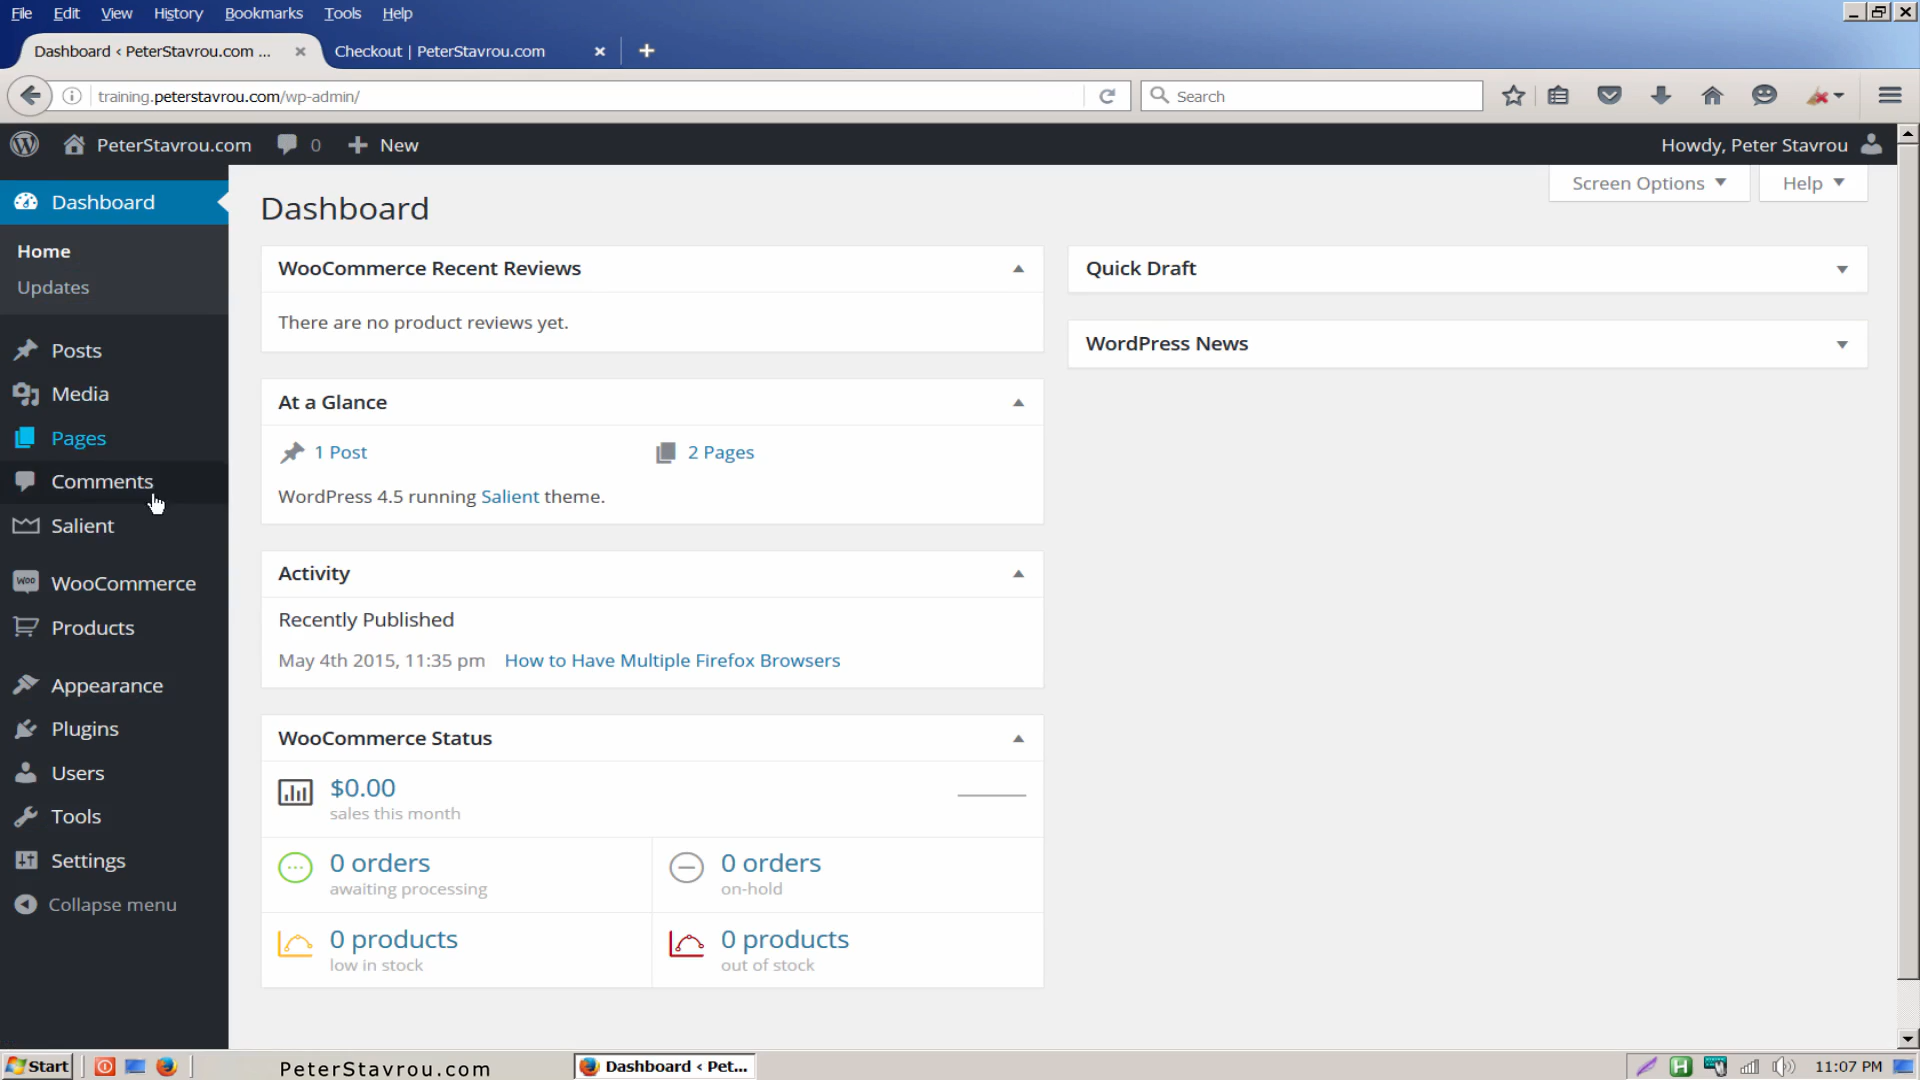 File Edit View History Bookmarks Tools Help
Dashboard ‹ PeterStavrou.com ... Checkout | PeterStavrou.com
training.peterstavrou.com/wp-admin/ Search
PeterStavrou.com 0 New Howdy, Peter Stavrou
Dashboard
Home
Updates
Posts
Media
Pages
Comments
Salient
WooCommerce
Products
Appearance
Plugins
Users
Tools
Settings
Collapse menu
Screen Options Help
Dashboard
WooCommerce Recent Reviews
There are no product reviews yet.
At a Glance
1 Post 2 Pages
WordPress 4.5 running Salient theme.
Activity
Recently Published
May 4th 2015, 11:35 pm How to Have Multiple Firefox Browsers
WooCommerce Status
$0.00
sales this month
0 orders
awaiting processing
0 orders
on-hold
0 products
low in stock
0 products
out of stock
Quick Draft
WordPress News
Start PeterStavrou.com Dashboard ‹ Pet... 11:07 PM